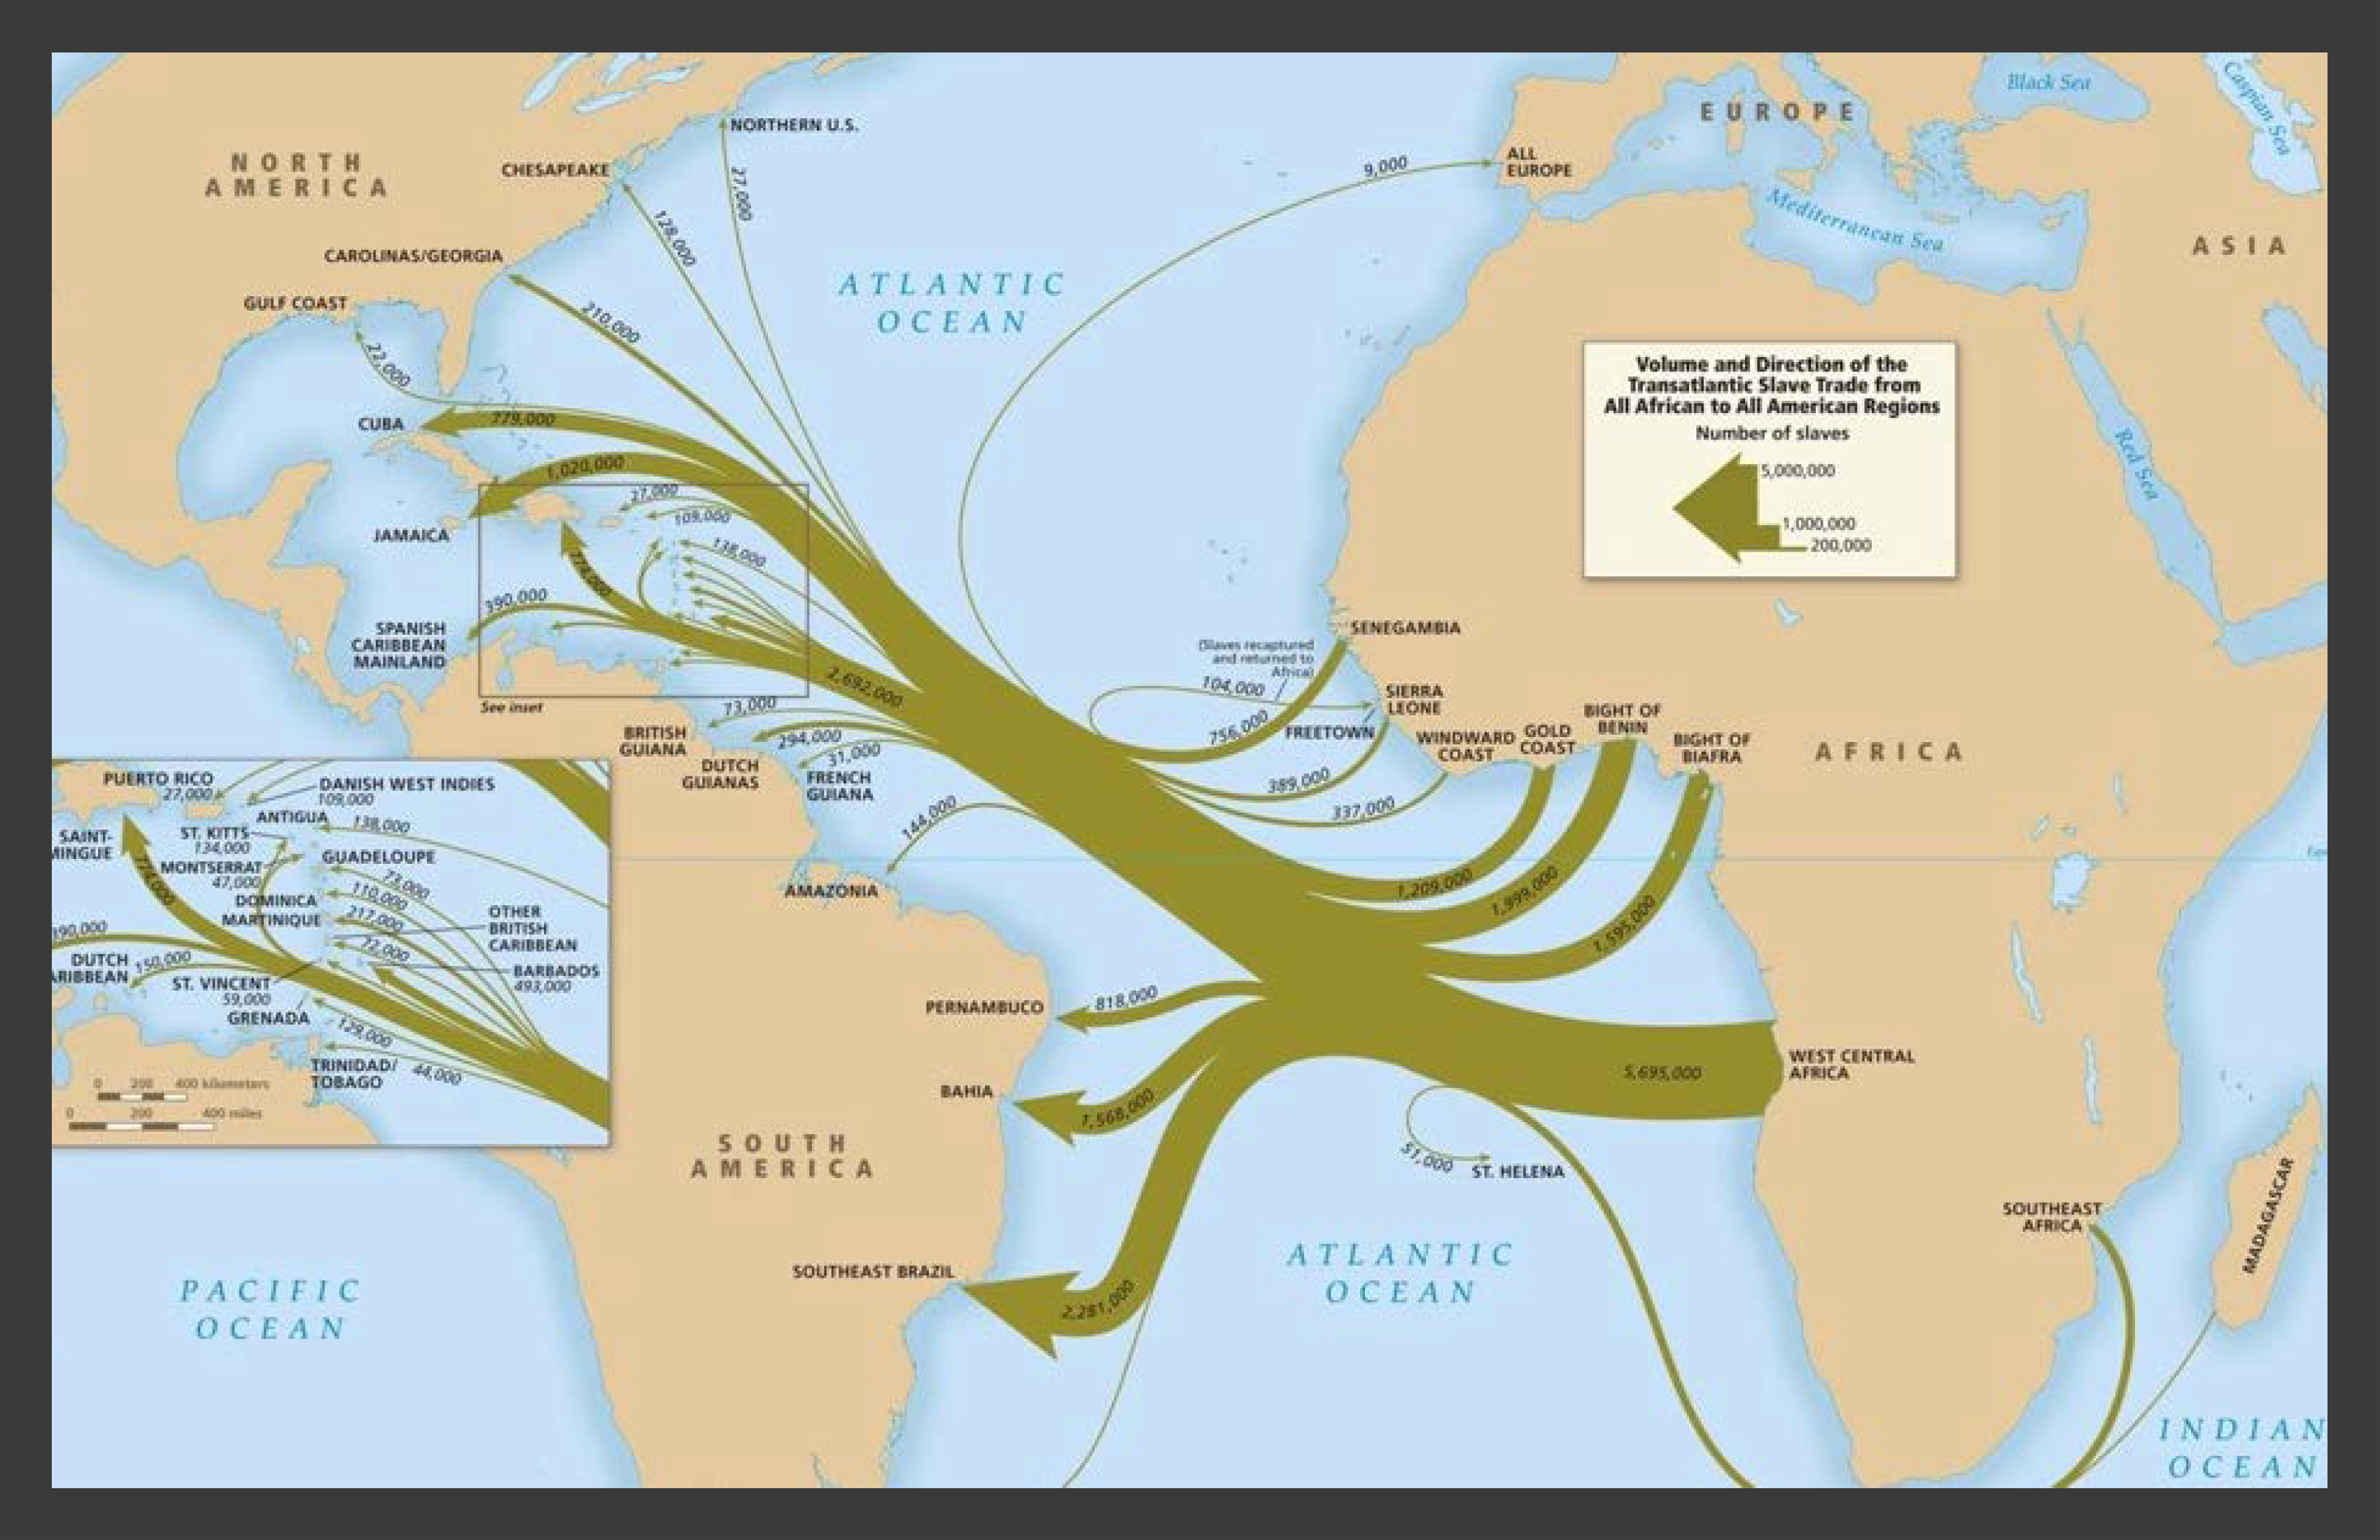 NORTHERN U.S.
27,000
CHESAPEAKE
128,000
NORTH
AMERICA
CAROLINAS/GEORGIA
210,000
GULF COAST
22,000
CUBA
779,000
1,020,000
JAMAICA
27,000
109,000
138,000
774,000
390,000
SPANISH
CARIBBEAN
MAINLAND
See inset
2,692,000
73,000
BRITISH
GUIANA
294,000
DUTCH
GUIANAS
31,000
FRENCH
GUIANA
144,000
AMAZONIA
ATLANTIC
OCEAN
9,000
ALL
EUROPE
EUROPE
Black Sea
Caspian Sea
Mediterranean Sea
ASIA
Red Sea
Volume and Direction of the
Transatlantic Slave Trade from
All African to All American Regions
Number of slaves
5,000,000
1,000,000
200,000
SENEGAMBIA
(Slaves recaptured
and returned to
Africa)
104,000
756,000
SIERRA
LEONE
FREETOWN
389,000
WINDWARD
COAST
337,000
GOLD
COAST
BIGHT OF
BENIN
BIGHT OF
BIAFRA
AFRICA
1,209,000
1,999,000
1,595,000
PUERTO RICO
27,000
DANISH WEST INDIES
109,000
ANTIGUA
138,000
SAINT-
MINGUE
ST. KITTS
134,000
MONTSERRAT
47,000
GUADELOUPE
73,000
774,000
DOMINICA
110,000
MARTINIQUE
217,000
OTHER
BRITISH
CARIBBEAN
72,000
390,000
DUTCH
ARIBBEAN
150,000
BARBADOS
493,000
ST. VINCENT
59,000
GRENADA
129,000
TRINIDAD/
TOBAGO
44,000
0 200 400 kilometers
0 200 400 miles
PERNAMBUCO
818,000
BAHIA
1,568,000
5,695,000
WEST CENTRAL
AFRICA
SOUTH
AMERICA
51,000
ST. HELENA
SOUTHEAST
AFRICA
MADAGASCAR
SOUTHEAST BRAZIL
2,281,000
ATLANTIC
OCEAN
PACIFIC
OCEAN
INDIAN
OCEAN